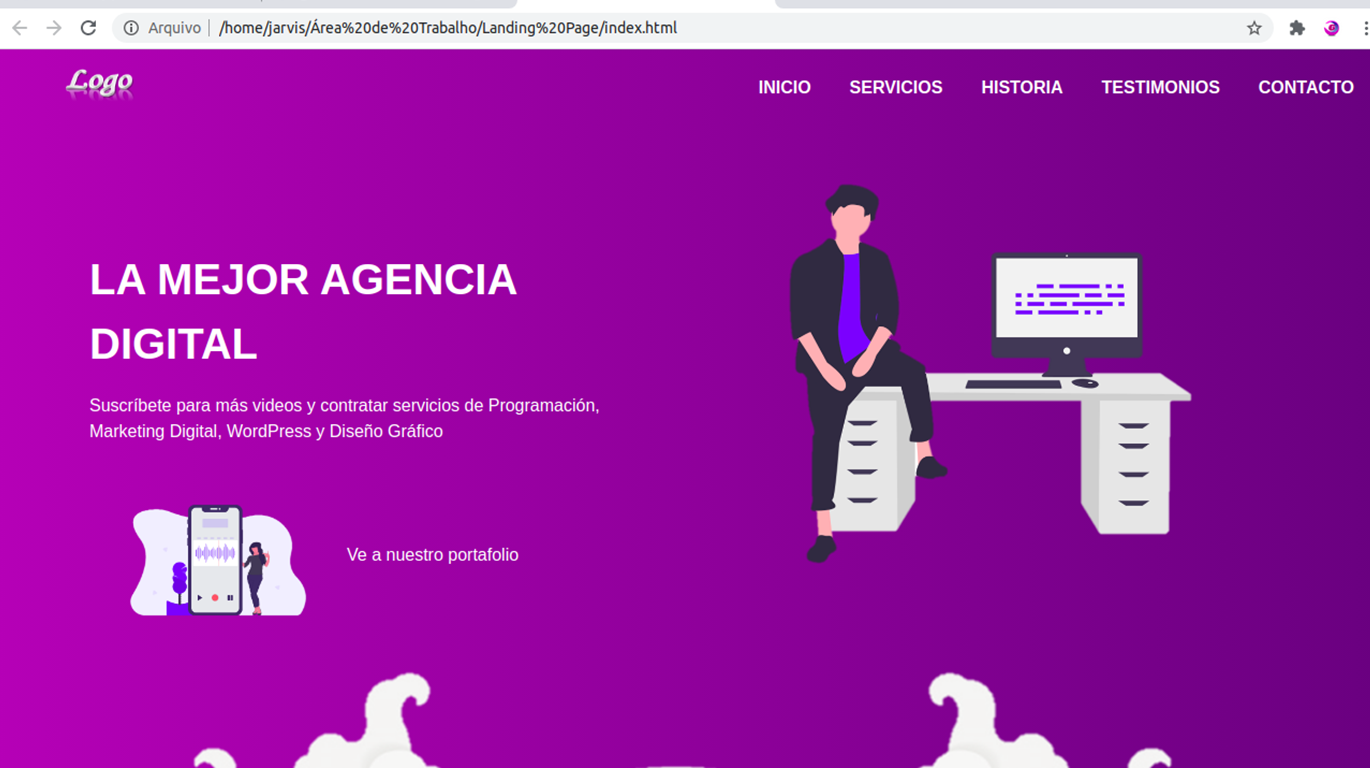 Arquivo | /home/jarvis/Área%20de%20Trabalho/Landing%20Page/index.html
Logo
INICIO SERVICIOS HISTORIA TESTIMONIOS CONTACTO
LA MEJOR AGENCIA
DIGITAL
Suscríbete para más videos y contratar servicios de Programación,
Marketing Digital, WordPress y Diseño Gráfico
Ve a nuestro portafolio